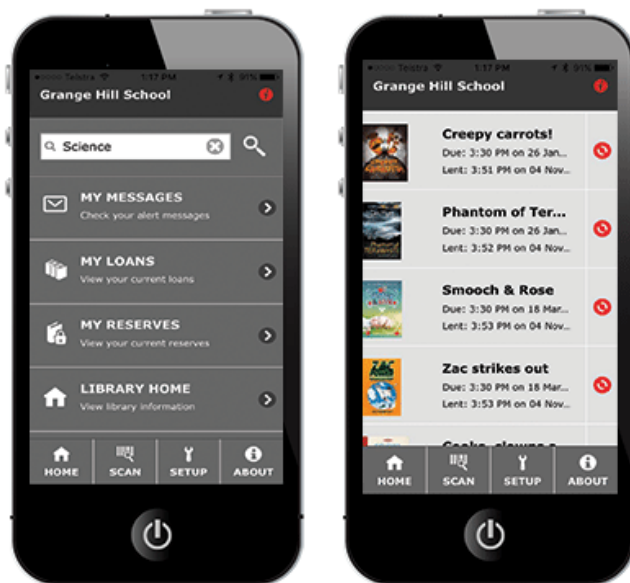 Telstra 1:17 PM 91%
Grange Hill School
Science
MY MESSAGES
Check your alert messages
MY LOANS
View your current loans
MY RESERVES
View your current reserves
LIBRARY HOME
View library information
HOME SCAN SETUP ABOUT
Telstra 1:17 PM 91%
Grange Hill School
Creepy carrots!
Due: 3:30 PM on 26 Jan...
Lent: 3:51 PM on 04 Nov...
Phantom of Ter...
Due: 3:30 PM on 26 Jan...
Lent: 3:52 PM on 04 Nov...
Smooch & Rose
Due: 3:30 PM on 18 Mar...
Lent: 3:53 PM on 04 Nov...
ZAC
Zac strikes out
Due: 3:30 PM on 18 Mar...
Lent: 3:53 PM on 04 Nov...
HOME SCAN SETUP ABOUT